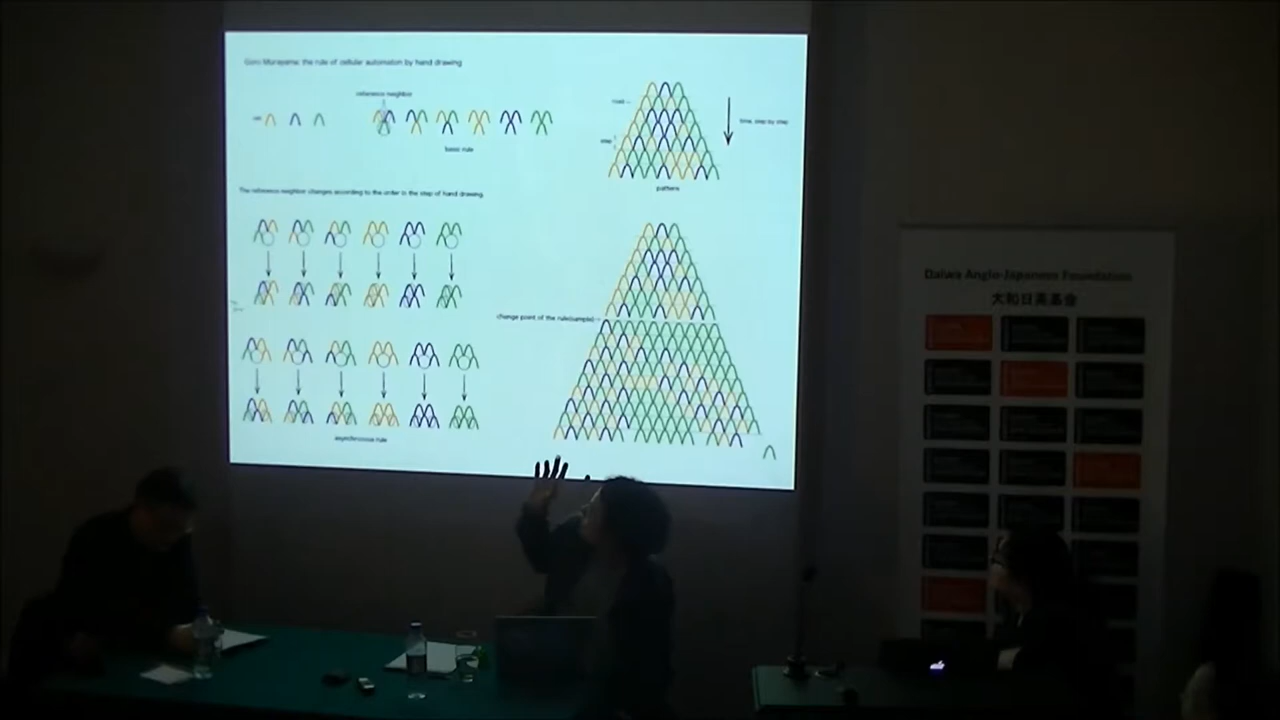 Goro Murayama: the rule of cellular automaton by hand drawing
reference neighbor
basic rule
time, step by step
pattern
The reference neighbor changes according to the order in the step of hand drawing.
change point of the rule(sample)
asynchronous rule
Daiwa Anglo-Japanese Foundation
大和日英基金